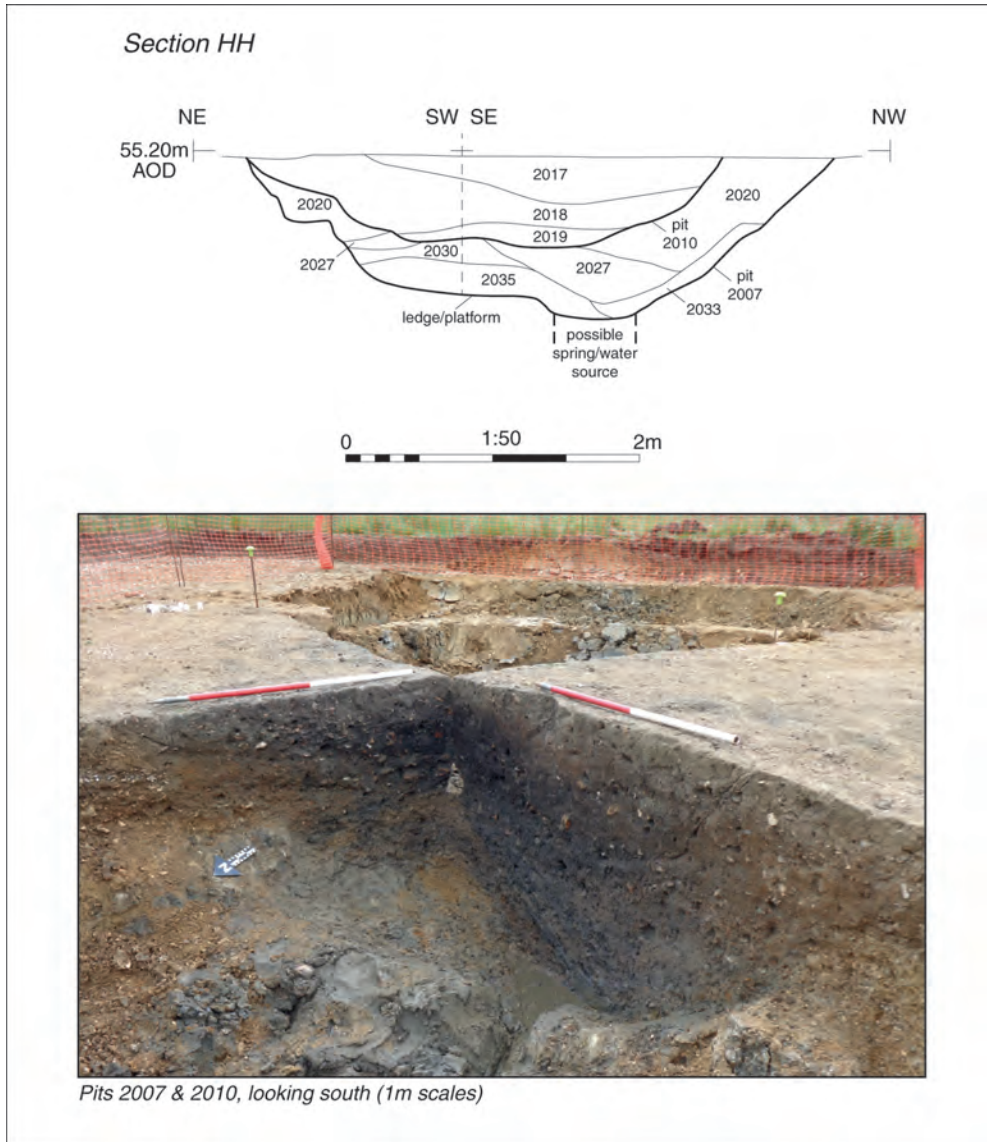 Section HH
NE
SW SE
NW
55.20m
AOD
2017
2020
2020
2018
pit
2010
2019
2030
2027
2027
2035
pit
2007
2033
ledge/platform
possible
spring/water
source
0 1:50 2m
N
Pits 2007 & 2010, looking south (1m scales)